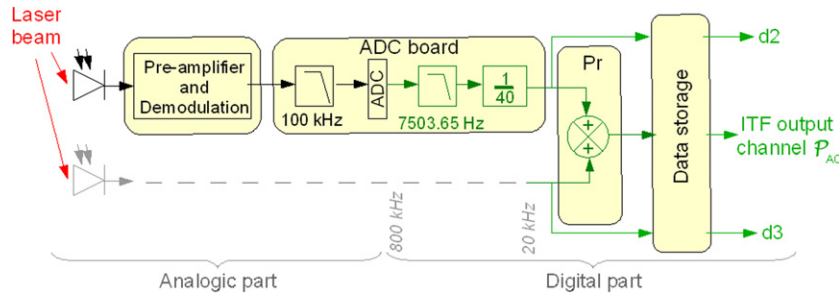 Laser
beam
Pre-amplifier
and
Demodulation
ADC board
100 kHz
ADC
7503.65 Hz
1
40
Pr
+
+
Data storage
d2
ITF output
channel P_AC
d3
800 kHz
20 kHz
Analogic part
Digital part